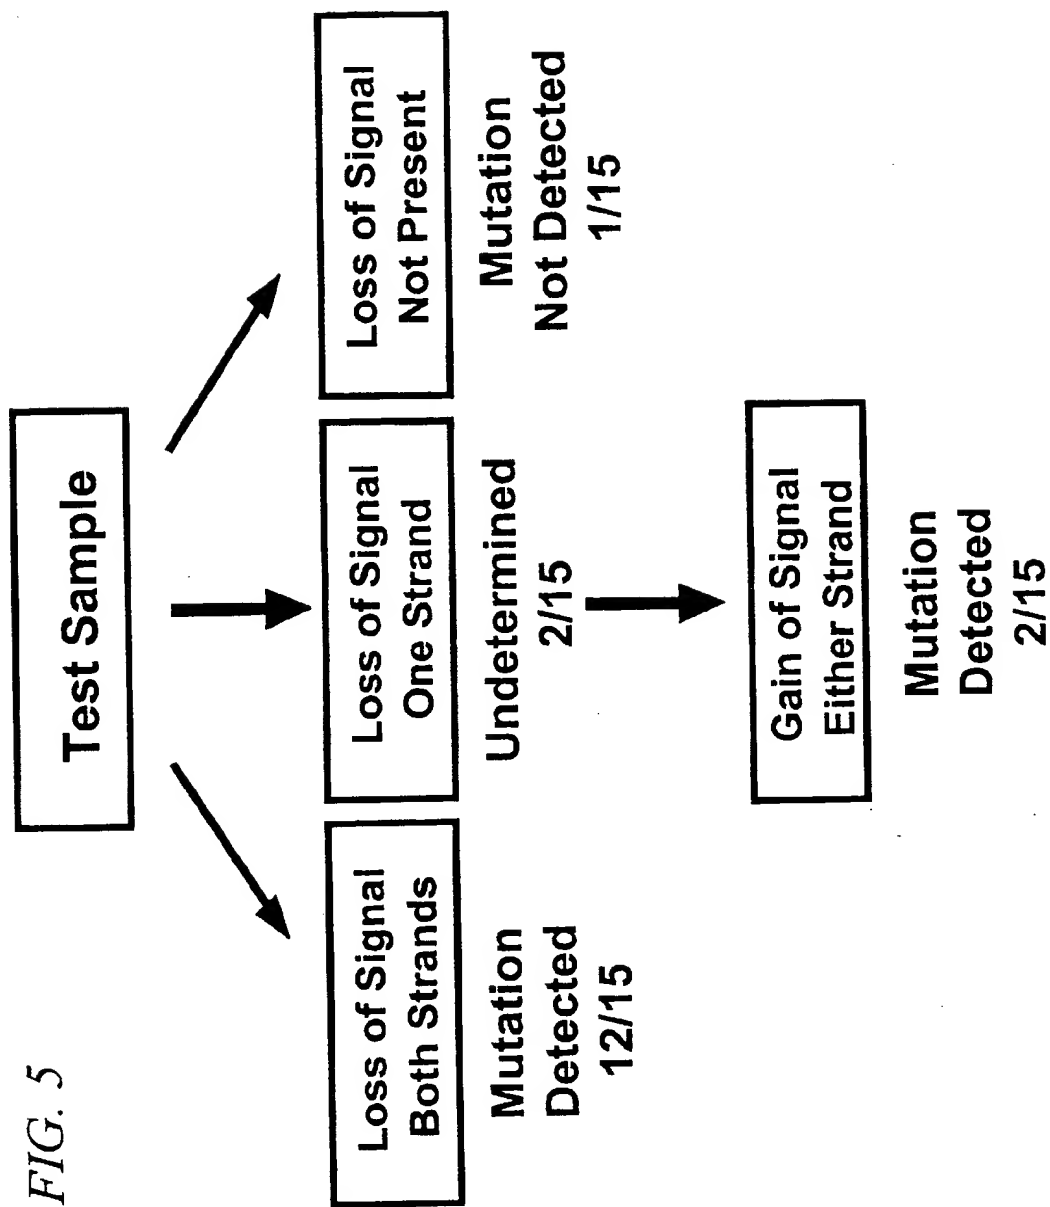 FIG. 5
Test Sample
Loss of Signal
Both Strands
Mutation
Detected
12/15
Loss of Signal
One Strand
Undetermined
2/15
Loss of Signal
Not Present
Mutation
Not Detected
1/15
Gain of Signal
Either Strand
Mutation
Detected
2/15